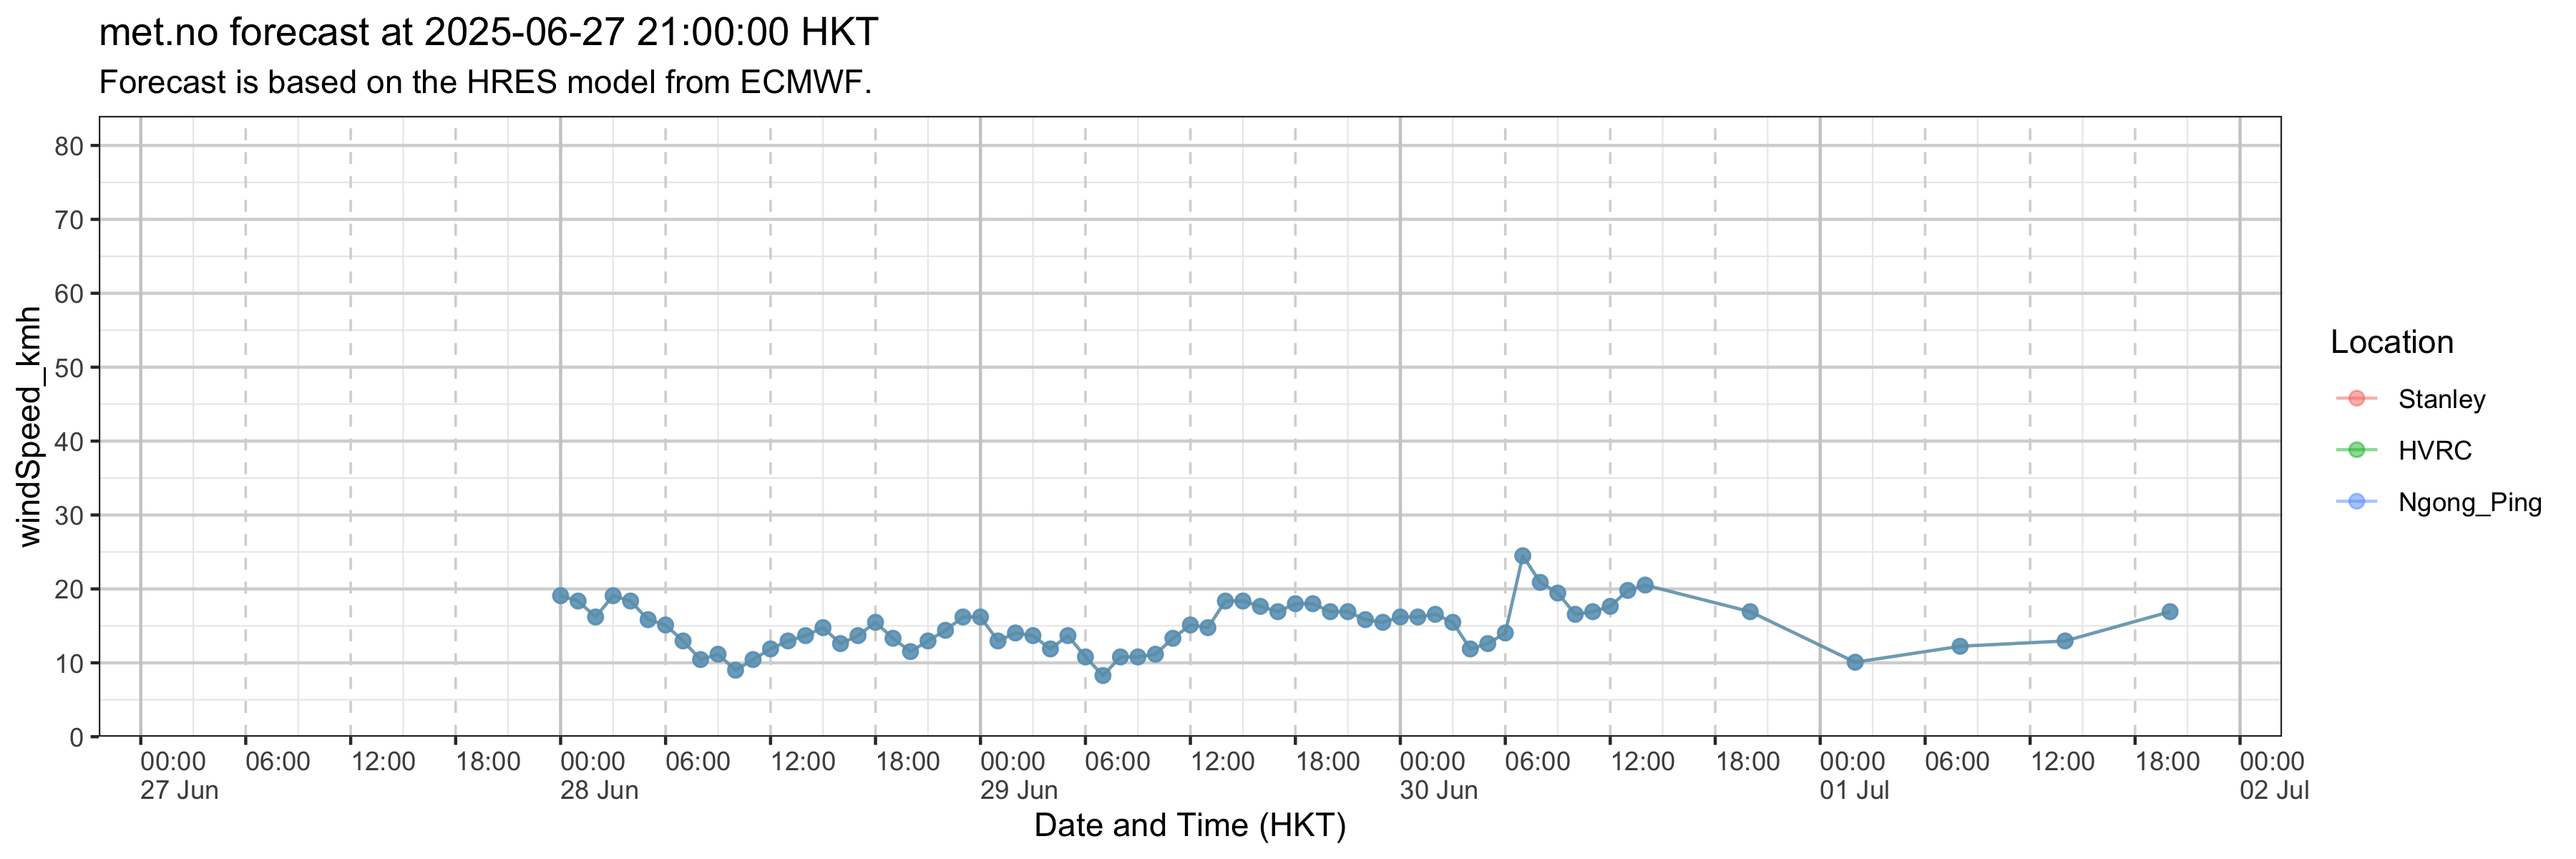 met.no forecast at 2025-06-27 21:00:00 HKT
Forecast is based on the HRES model from ECMWF.
windSpeed_kmh
80
70
60
50
40
30
20
10
0
00:00 06:00 12:00 18:00 00:00 06:00 12:00 18:00 00:00 06:00 12:00 18:00 00:00 06:00 12:00 18:00 00:00 06:00 12:00 18:00 00:00
27 Jun 28 Jun 29 Jun 30 Jun 01 Jul 02 Jul
Date and Time (HKT)
Location
Stanley
HVRC
Ngong_Ping